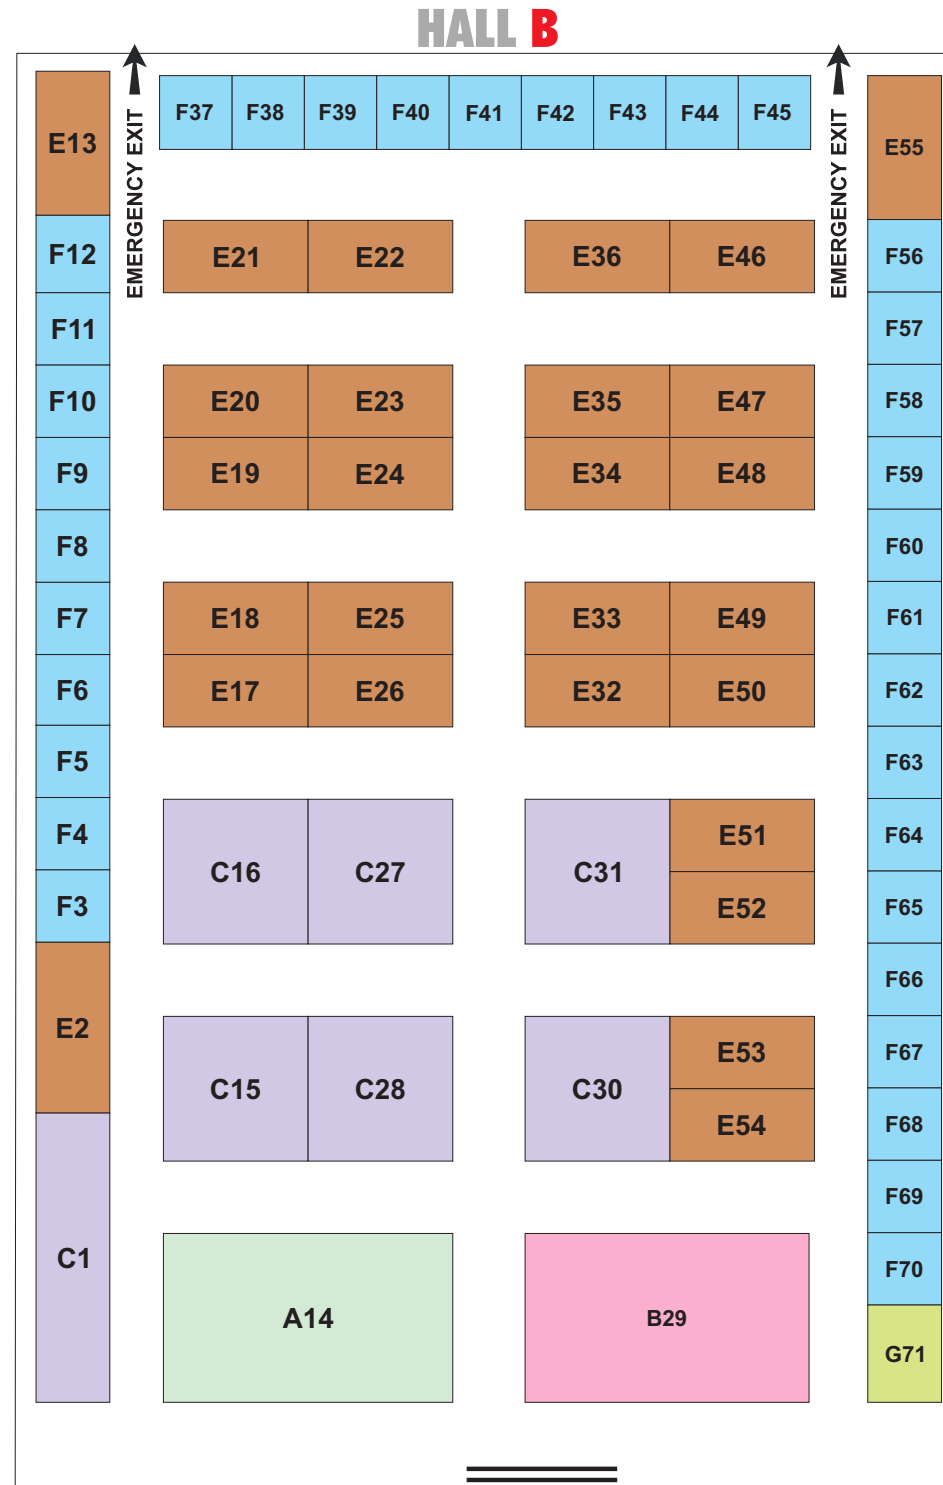 HALL B
EMERGENCY EXIT
EMERGENCY EXIT
F37 F38 F39 F40 F41 F42 F43 F44 F45
E13
F12
F11
F10
F9
F8
F7
F6
F5
F4
F3
E2
C1
E21 E22
E20 E23
E19 E24
E18 E25
E17 E26
C16 C27
C15 C28
A14
E36 E46
E35 E47
E34 E48
E33 E49
E32 E50
C31
E51
E52
C30
E53
E54
B29
E55
F56
F57
F58
F59
F60
F61
F62
F63
F64
F65
F66
F67
F68
F69
F70
G71